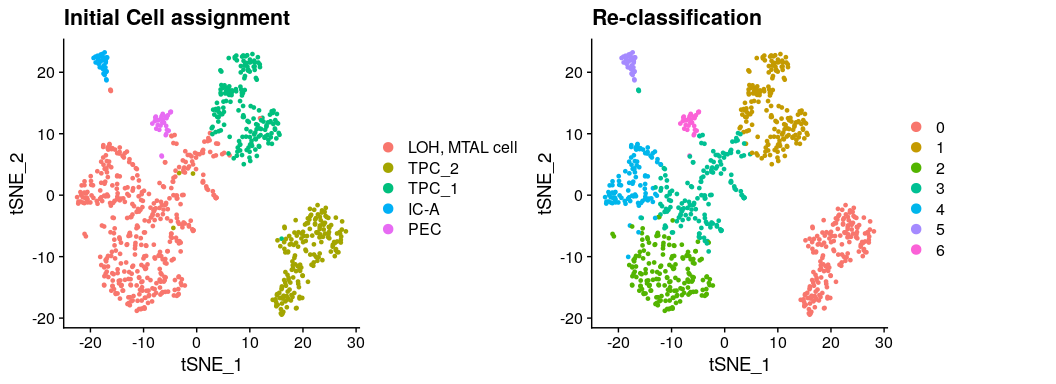 Initial Cell assignment
20
10
0
-10
-20
-20
-10
0
10
20
30
tSNE_1
tSNE_2
LOH, MTAL cell
TPC_2
TPC_1
IC-A
PEC
Re-classification
20
10
0
-10
-20
-20
-10
0
10
20
30
tSNE_1
tSNE_2
0
1
2
3
4
5
6